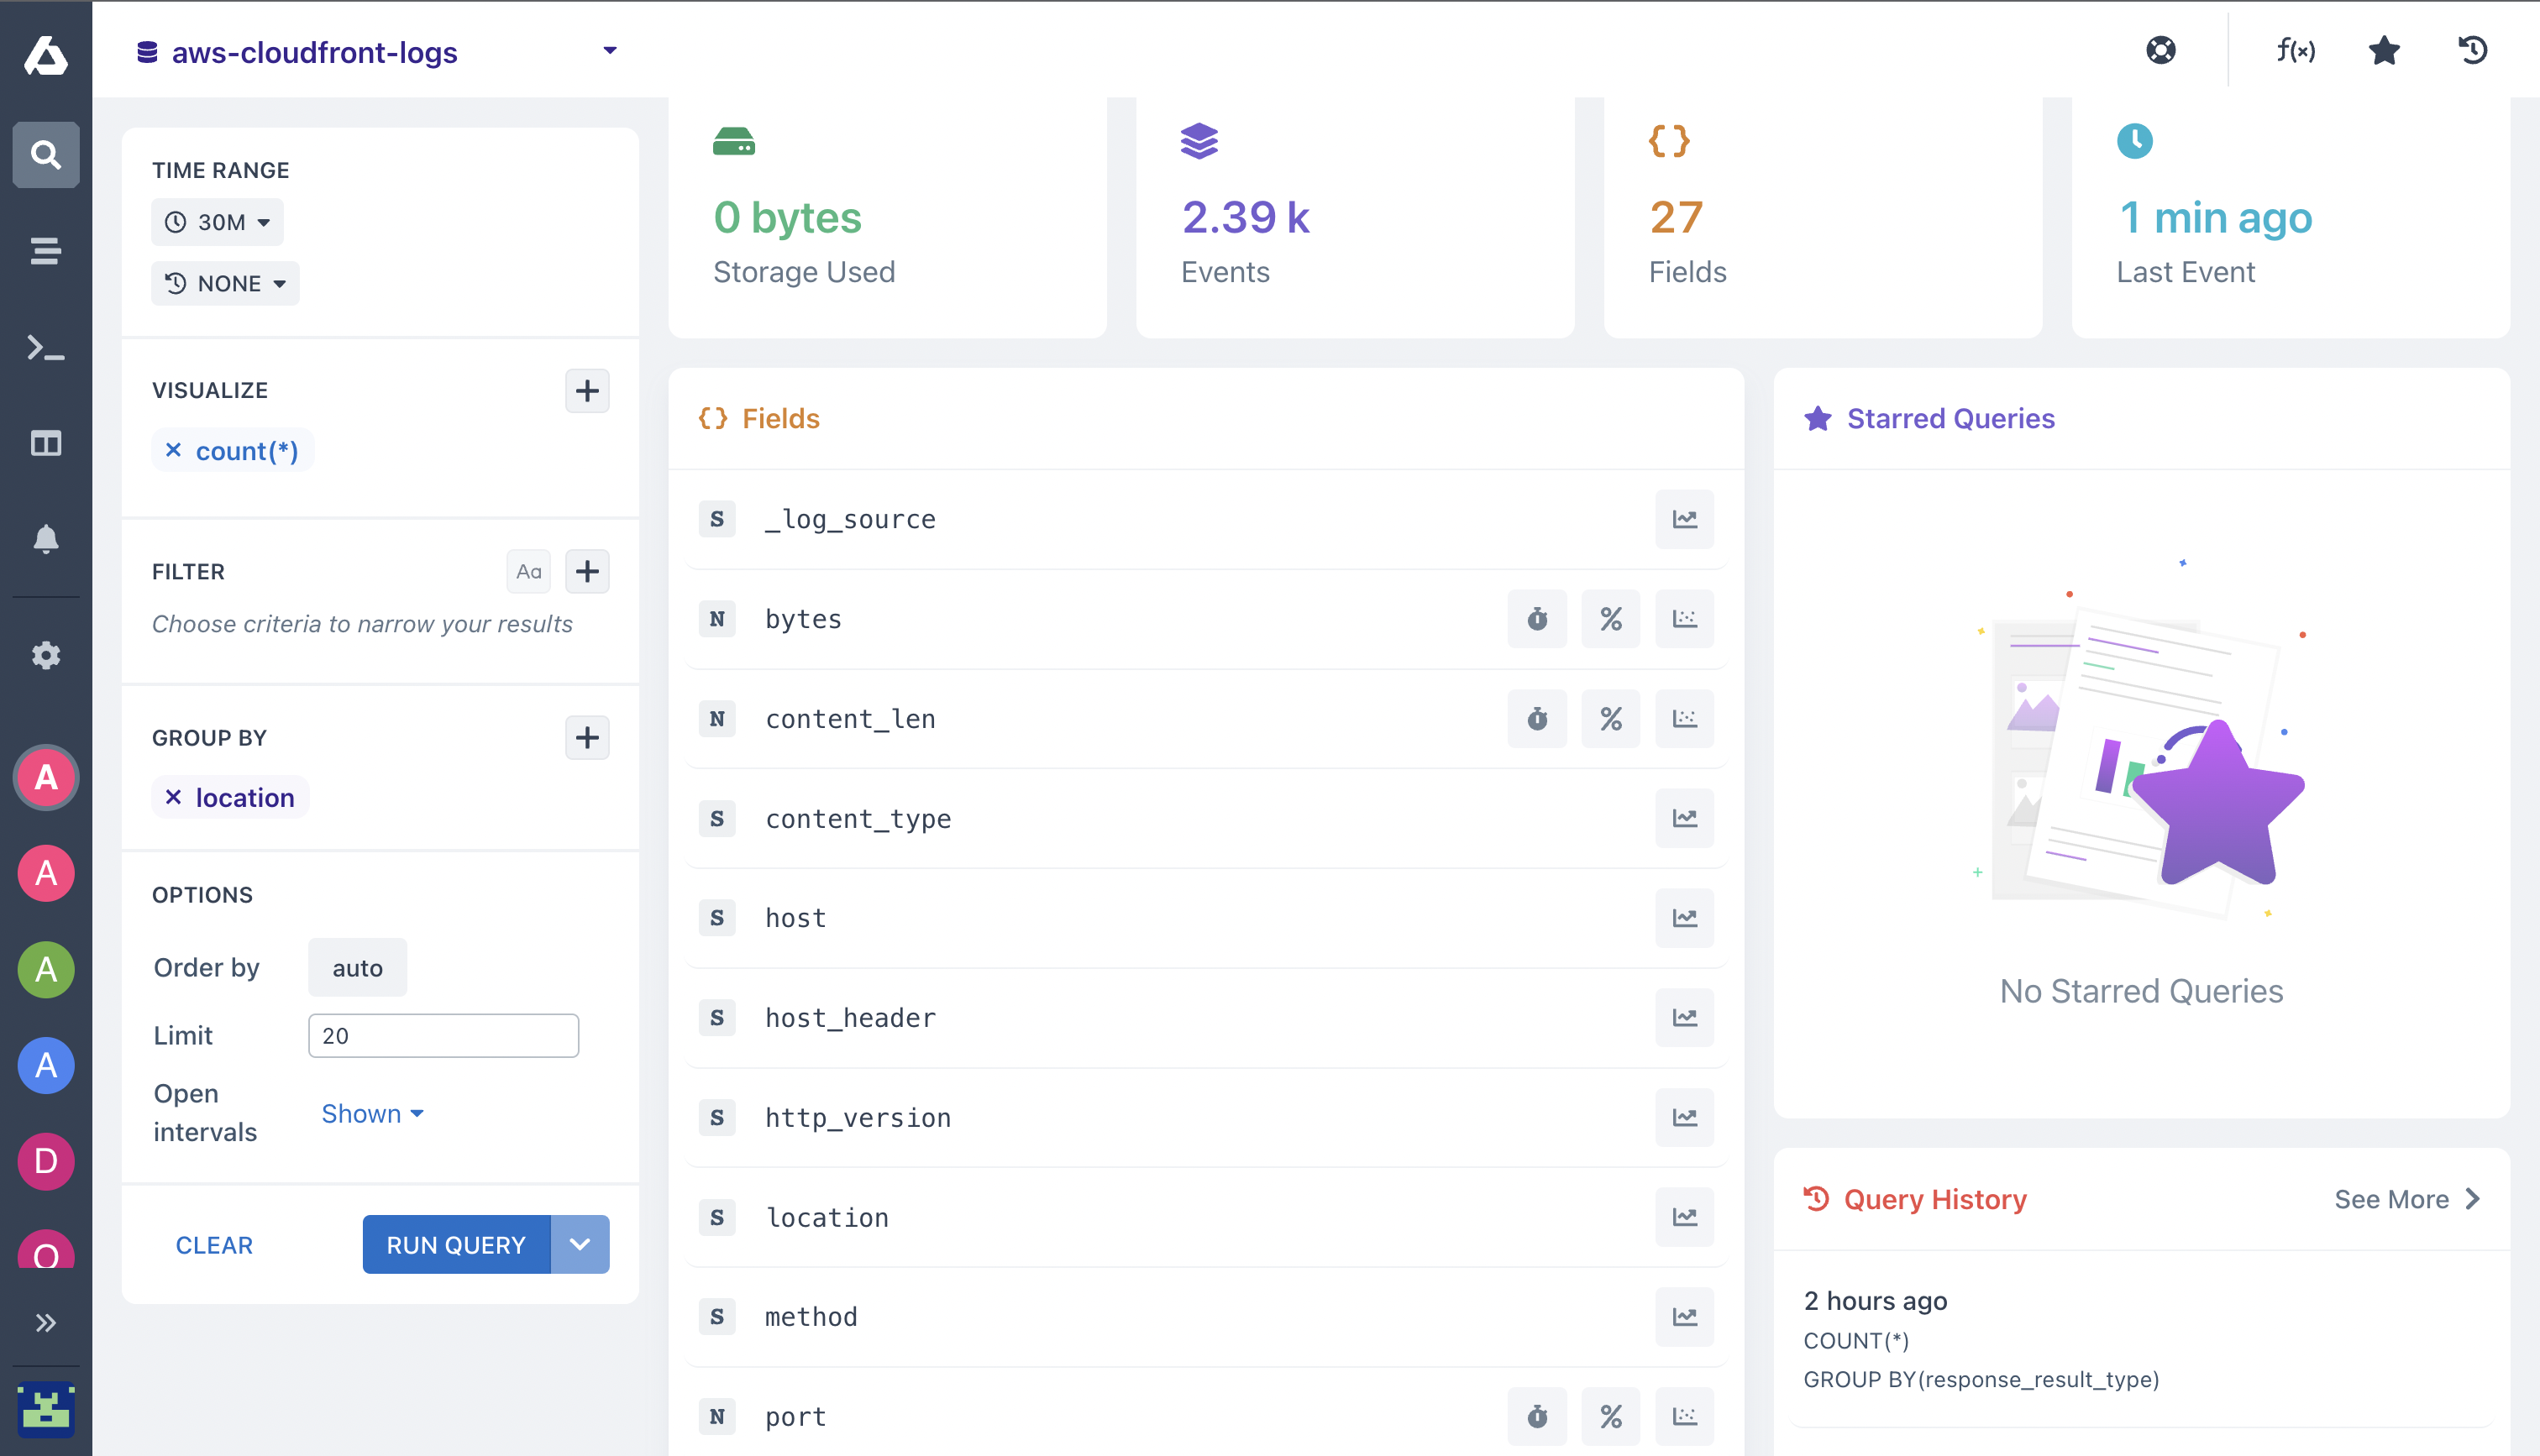 aws-cloudfront-logs
f(x)
TIME RANGE
30M
NONE
VISUALIZE
count(*)
FILTER
Aa
Choose criteria to narrow your results
GROUP BY
location
OPTIONS
Order by
auto
Limit
20
Open
intervals
Shown
CLEAR
RUN QUERY
A
A
A
A
D
O
0 bytes
Storage Used
2.39 k
Events
27
Fields
1 min ago
Last Event
{} Fields
S _log_source
N bytes %
N content_len %
S content_type
S host
S host_header
S http_version
S location
S method
N port %
Starred Queries
No Starred Queries
Query History
See More
2 hours ago
COUNT(*)
GROUP BY(response_result_type)